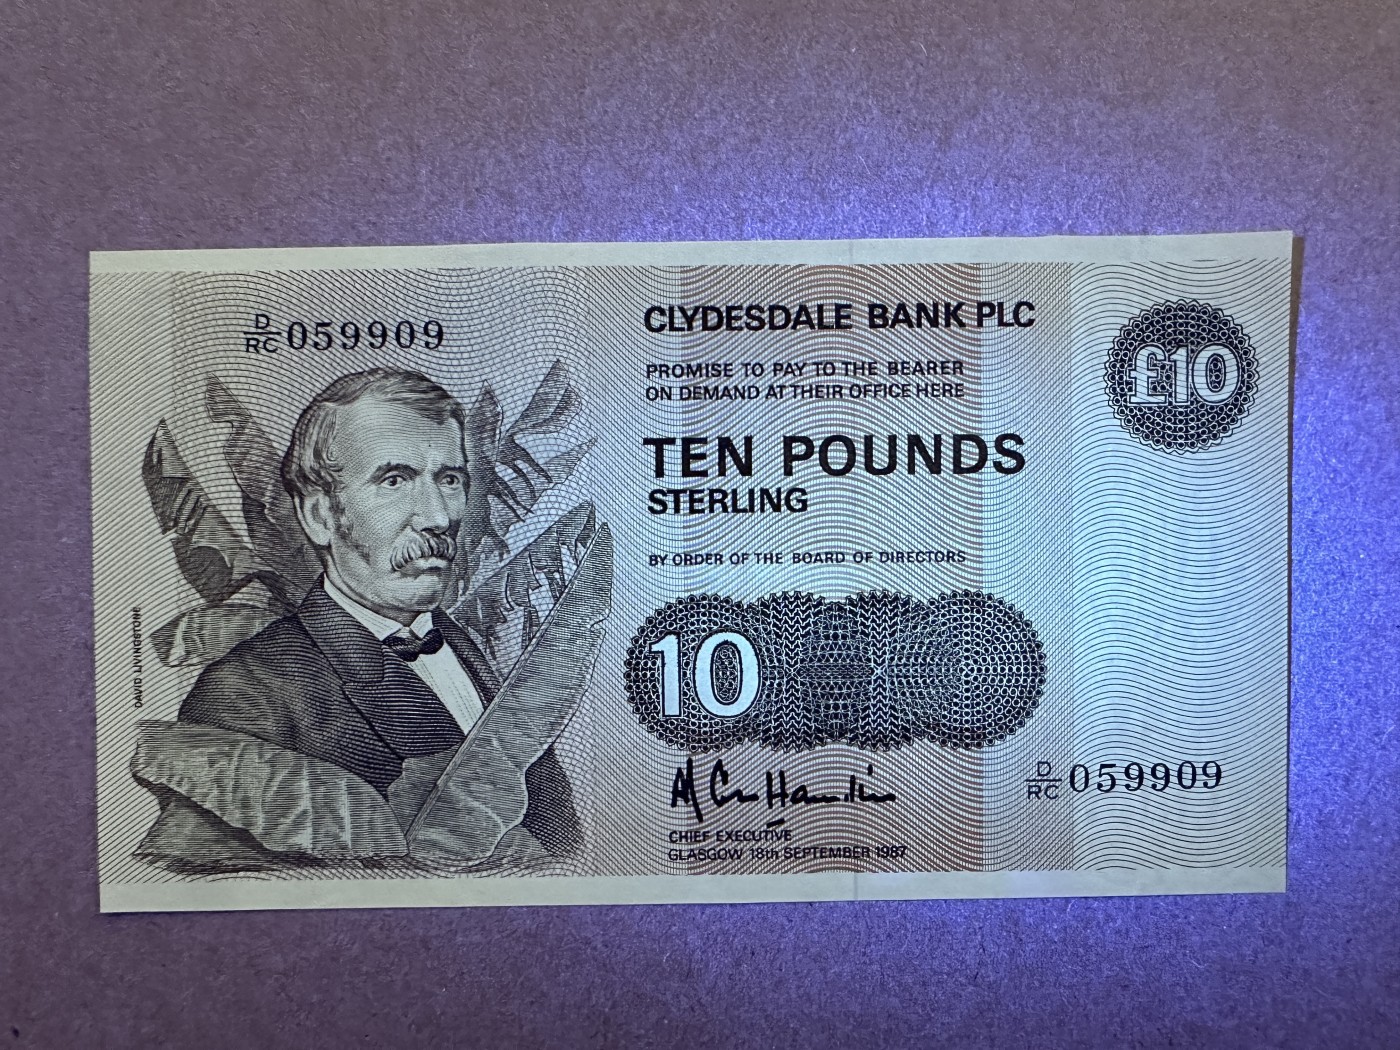 D/RC 059909
CLYDESDALE BANK PLC
£10
PROMISE TO PAY TO THE BEARER
ON DEMAND AT THEIR OFFICE HERE
TEN POUNDS
STERLING
BY ORDER OF THE BOARD OF DIRECTORS
DAVID LIVINGSTONE
10
D/RC 059909
CHIEF EXECUTIVE
GLASGOW 18th SEPTEMBER 1987